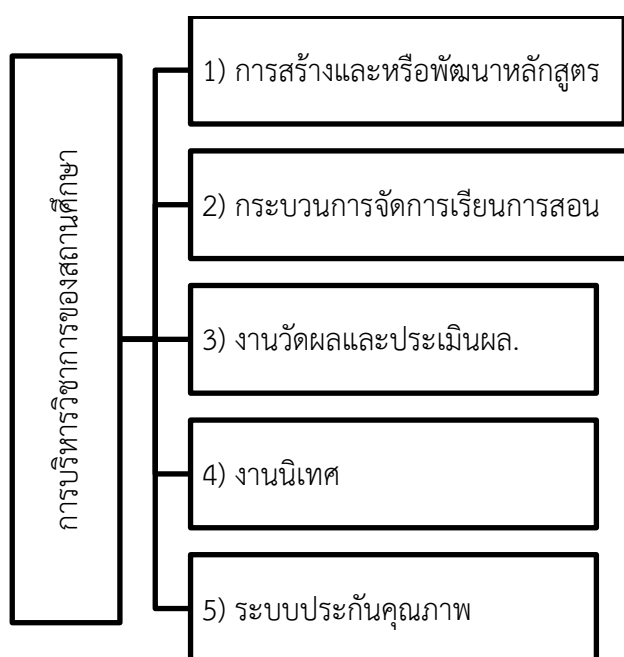 การบริหารวิชาการของสถานศึกษา
1) การสร้างและหรือพัฒนาหลักสูตร
2) กระบวนการจัดการเรียนการสอน
3) งานวัดผลและประเมินผล.
4) งานนิเทศ
5) ระบบประกันคุณภาพ